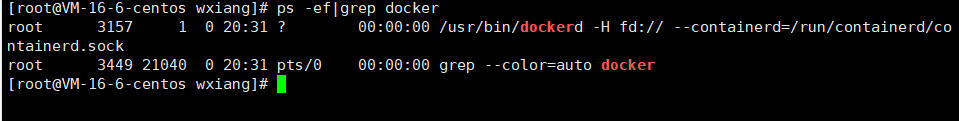 [root@VM-16-6-centos wxiang]# ps -ef|grep docker
root      3157     1  0 20:31 ?        00:00:00 /usr/bin/dockerd -H fd:// --containerd=/run/containerd/co
ntainerd.sock
root      3449 21040  0 20:31 pts/0    00:00:00 grep --color=auto docker
[root@VM-16-6-centos wxiang]#